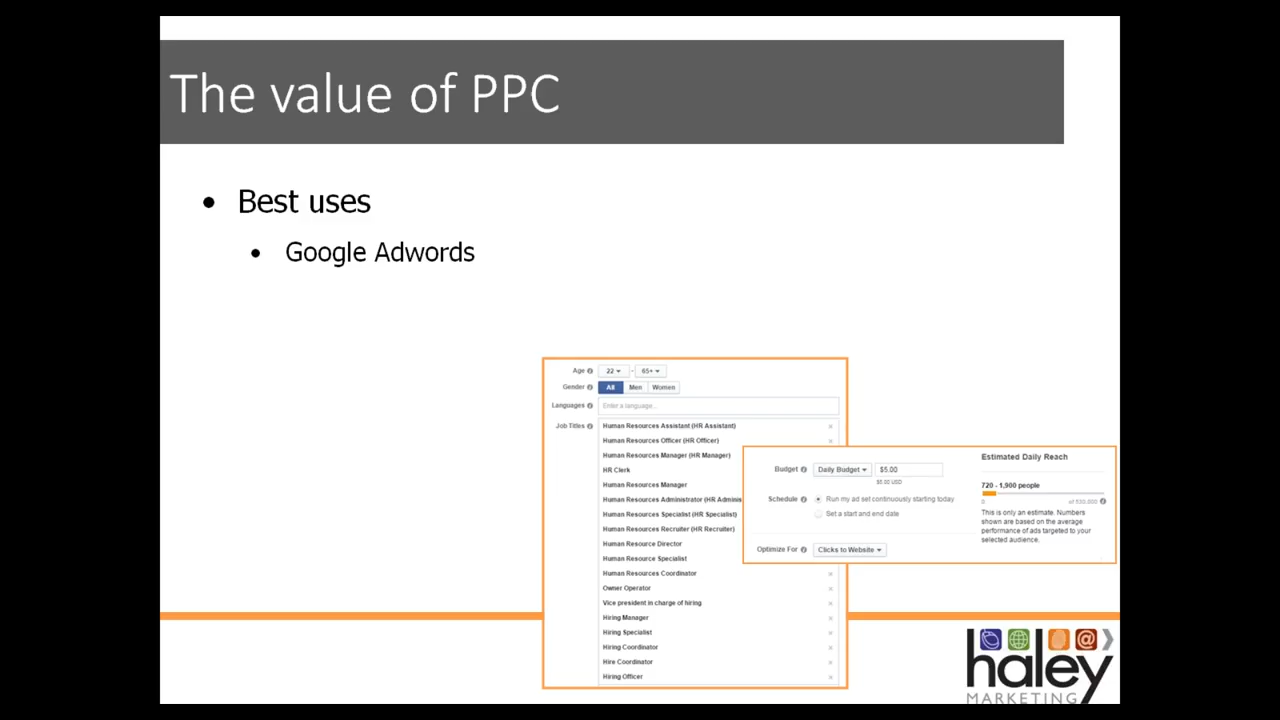 The value of PPC
• Best uses
• Google Adwords
Age 22 - 65+
Gender All Men Women
Languages Enter a language...
Job Titles Human Resources Assistant (HR Assistant)
Human Resources Officer (HR Officer)
Human Resources Manager (HR Manager)
HR Clerk
Human Resources Manager
Human Resources Administrator (HR Adminis
Human Resources Specialist (HR Specialist)
Human Resources Recruiter (HR Recruiter)
Human Resource Director
Human Resource Specialist
Human Resources Coordinator
Owner Operator
Vice president in charge of hiring
Hiring Manager
Hiring Specialist
Hiring Coordinator
Hire Coordinator
Hiring Officer
Budget Daily Budget $5.00
$5.00 USD
Schedule Run my ad set continuously starting today
Set a start and end date
Optimize For Clicks to Website
Estimated Daily Reach
720 - 1,900 people
0 of
This is only an estimate. Numbers
shown are based on the average
performance of ads targeted to your
selected audience.
haley
MARKETING